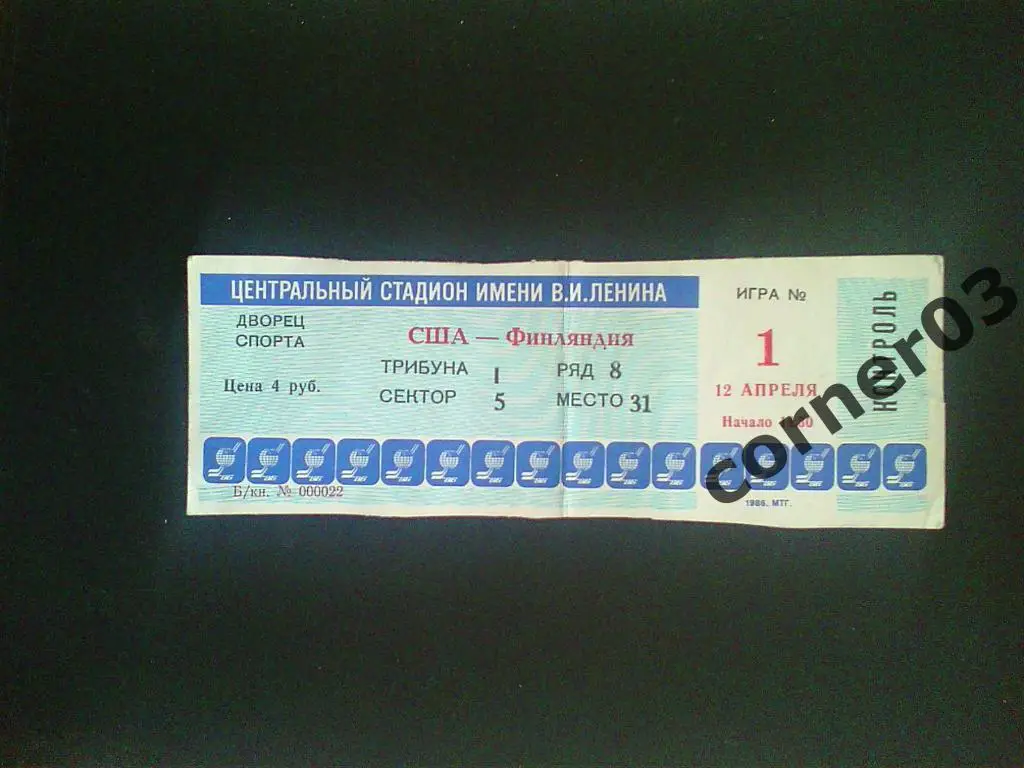 ЦЕНТРАЛЬНЫЙ СТАДИОН ИМЕНИ В.И.ЛЕНИНА
ДВОРЕЦ
СПОРТА
Цена 4 руб.
США — Финляндия
ТРИБУНА 1 РЯД 8
СЕКТОР 5 МЕСТО 31
Б/кн. № 000022
ИГРА №
1
12 АПРЕЛЯ
Начало
1986. МТГ.
КОНТРОЛЬ
corner03